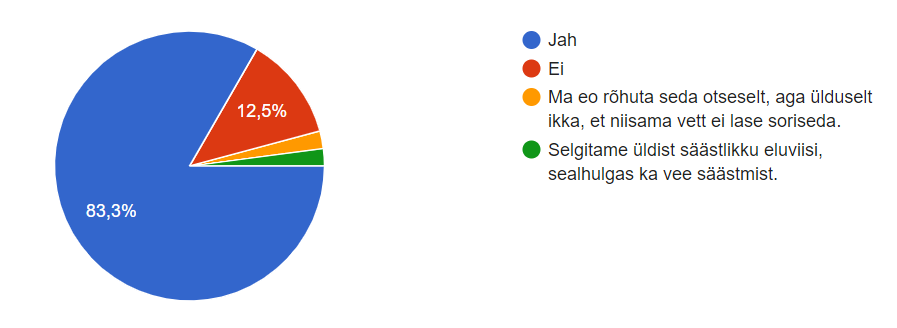 Jah
Ei
Ma eo rõhuta seda otseselt, aga ülduselt
ikka, et niisama vett ei lase soriseda.
Selgitame üldist säästlikku eluviisi,
sealhulgas ka vee säästmist.
12,5%
83,3%